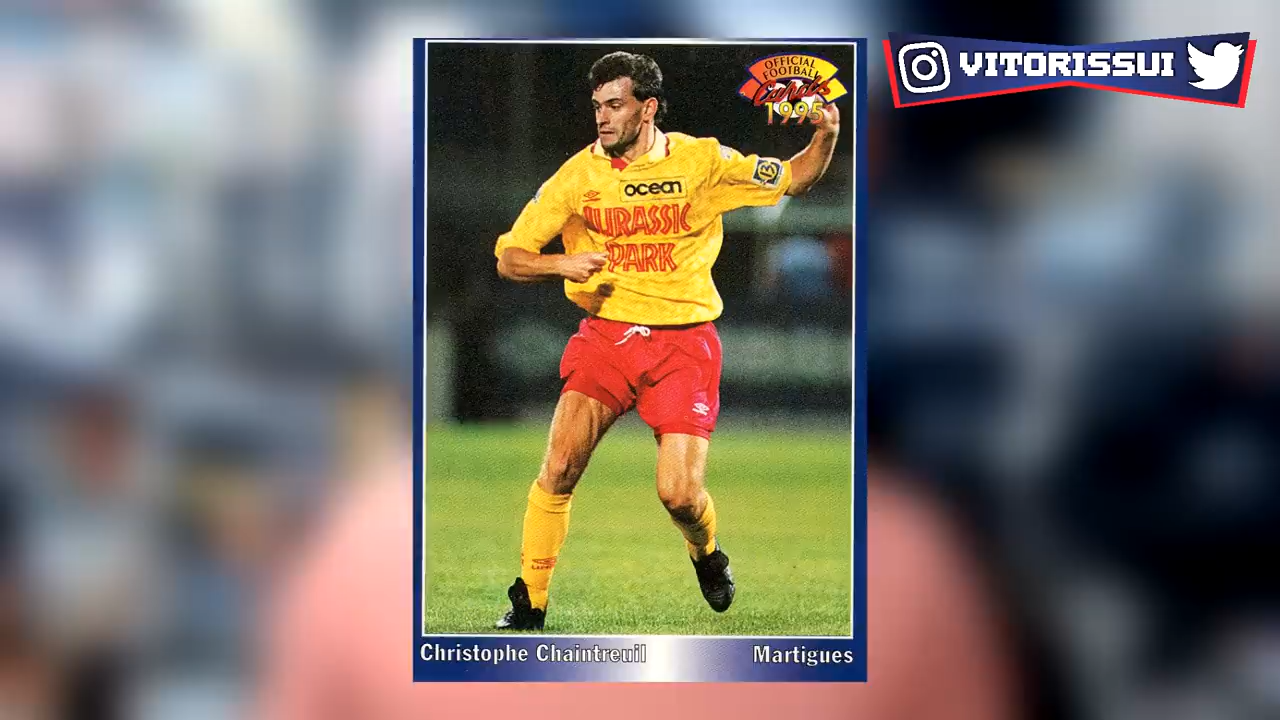 VITORISSUI
OFFICIAL
FOOTBALL
Cards
1995
ocean
JURASSIC
PARK
Christophe Chaintreuil
Martigues